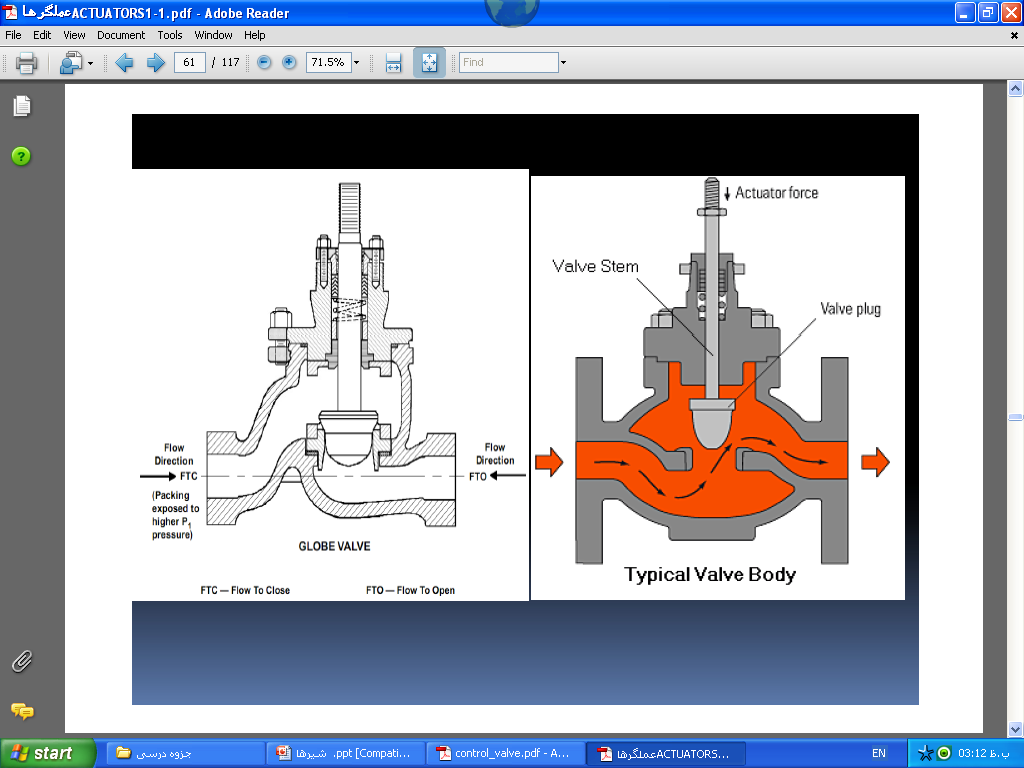 عملگرهاACTUATORS1-1.pdf - Adobe Reader
File Edit View Document Tools Window Help
61 / 117 71.5% Find
Actuator force
Valve Stem
Valve plug
Flow
Direction
FTC
(Packing
exposed to
higher P1
pressure)
Flow
Direction
FTO
GLOBE VALVE
FTC — Flow To Close FTO — Flow To Open
Typical Valve Body
start جزوه درسی شیرها .ppt [Compati... control_valve.pdf - A... عملگرهاACTUATORS... EN 03:12 ب.ظ